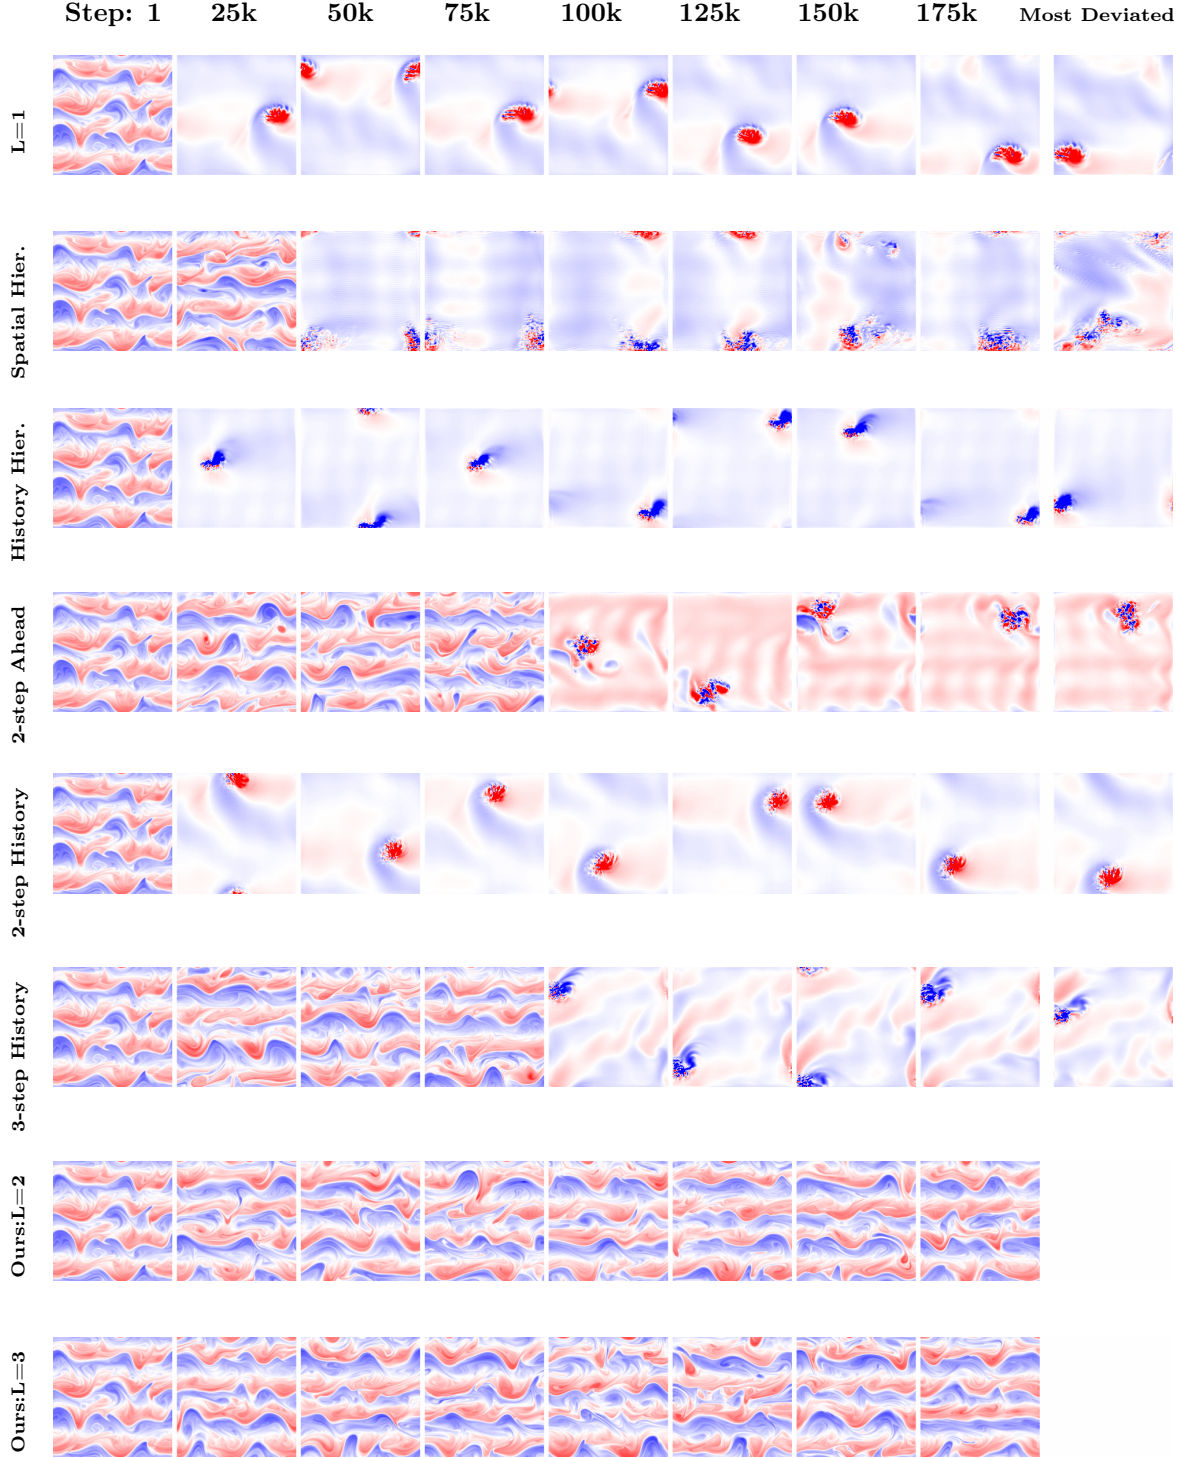 Step: 1 25k 50k 75k 100k 125k 150k 175k Most Deviated
L=1
Spatial Hier.
History Hier.
2-step Ahead
2-step History
3-step History
Ours:L=2
Ours:L=3